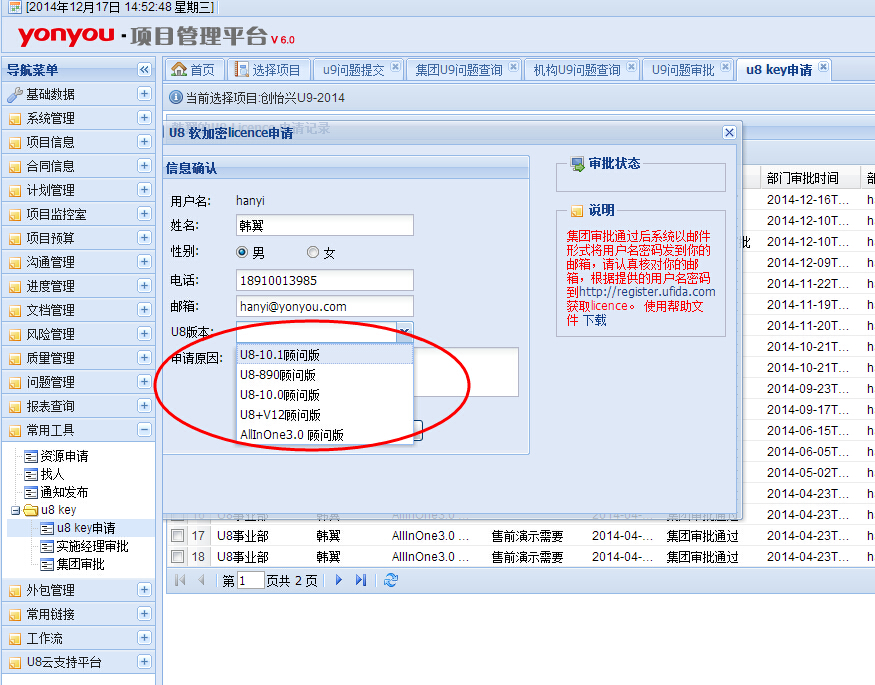 [2014年12月17日 14:52:48 星期三]
yonyou·项目管理平台 V 6.0
导航菜单
首页 选择项目 u9问题提交 集团U9问题查询 机构U9问题查询 U9问题审批 u8 key申请
当前选择项目:创怡兴U9-2014
基础数据
系统管理
项目信息
合同信息
计划管理
项目监控室
项目预算
沟通管理
进度管理
文档管理
风险管理
质量管理
问题管理
报表查询
常用工具
资源申请
找人
通知发布
u8 key
u8 key申请
实施经理审批
集团审批
外包管理
常用链接
工作流
U8云支持平台
U8 软加密licence申请
信息确认
用户名: hanyi
姓名: 韩翼
性别: 男 女
电话: 18910013985
邮箱: hanyi@yonyou.com
U8版本:
申请原因:
U8-10.1顾问版
U8-890顾问版
U8-10.0顾问版
U8+V12顾问版
AllInOne3.0 顾问版
审批状态
说明
集团审批通过后系统以邮件
形式将用户名密码发到你的
邮箱，请认真核对你的邮
箱，根据提供的用户名密码
到http://register.ufida.com
获取licence。 使用帮助文
件 下载
部门审批时间 部
2014-12-16T... h
2014-12-10T... h
批 2014-12-10T... h
2014-12-09T... h
2014-11-22T... h
2014-11-19T... h
2014-11-20T... h
2014-10-21T... h
2014-10-21T... h
2014-09-23T... h
2014-09-17T... h
2014-06-15T... h
2014-06-05T... h
2014-05-02T... h
2014-04-23T... h
16 U8事业部 韩翼 AllInOne3.0 ... 2014-04-... 集团审批通过 2014-04-23T... h
17 U8事业部 韩翼 AllInOne3.0 ... 售前演示需要 2014-04-... 集团审批通过 2014-04-23T... h
18 U8事业部 韩翼 AllInOne3.0 ... 售前演示需要 2014-04-... 集团审批通过 2014-04-23T... h
第 1 页共 2 页